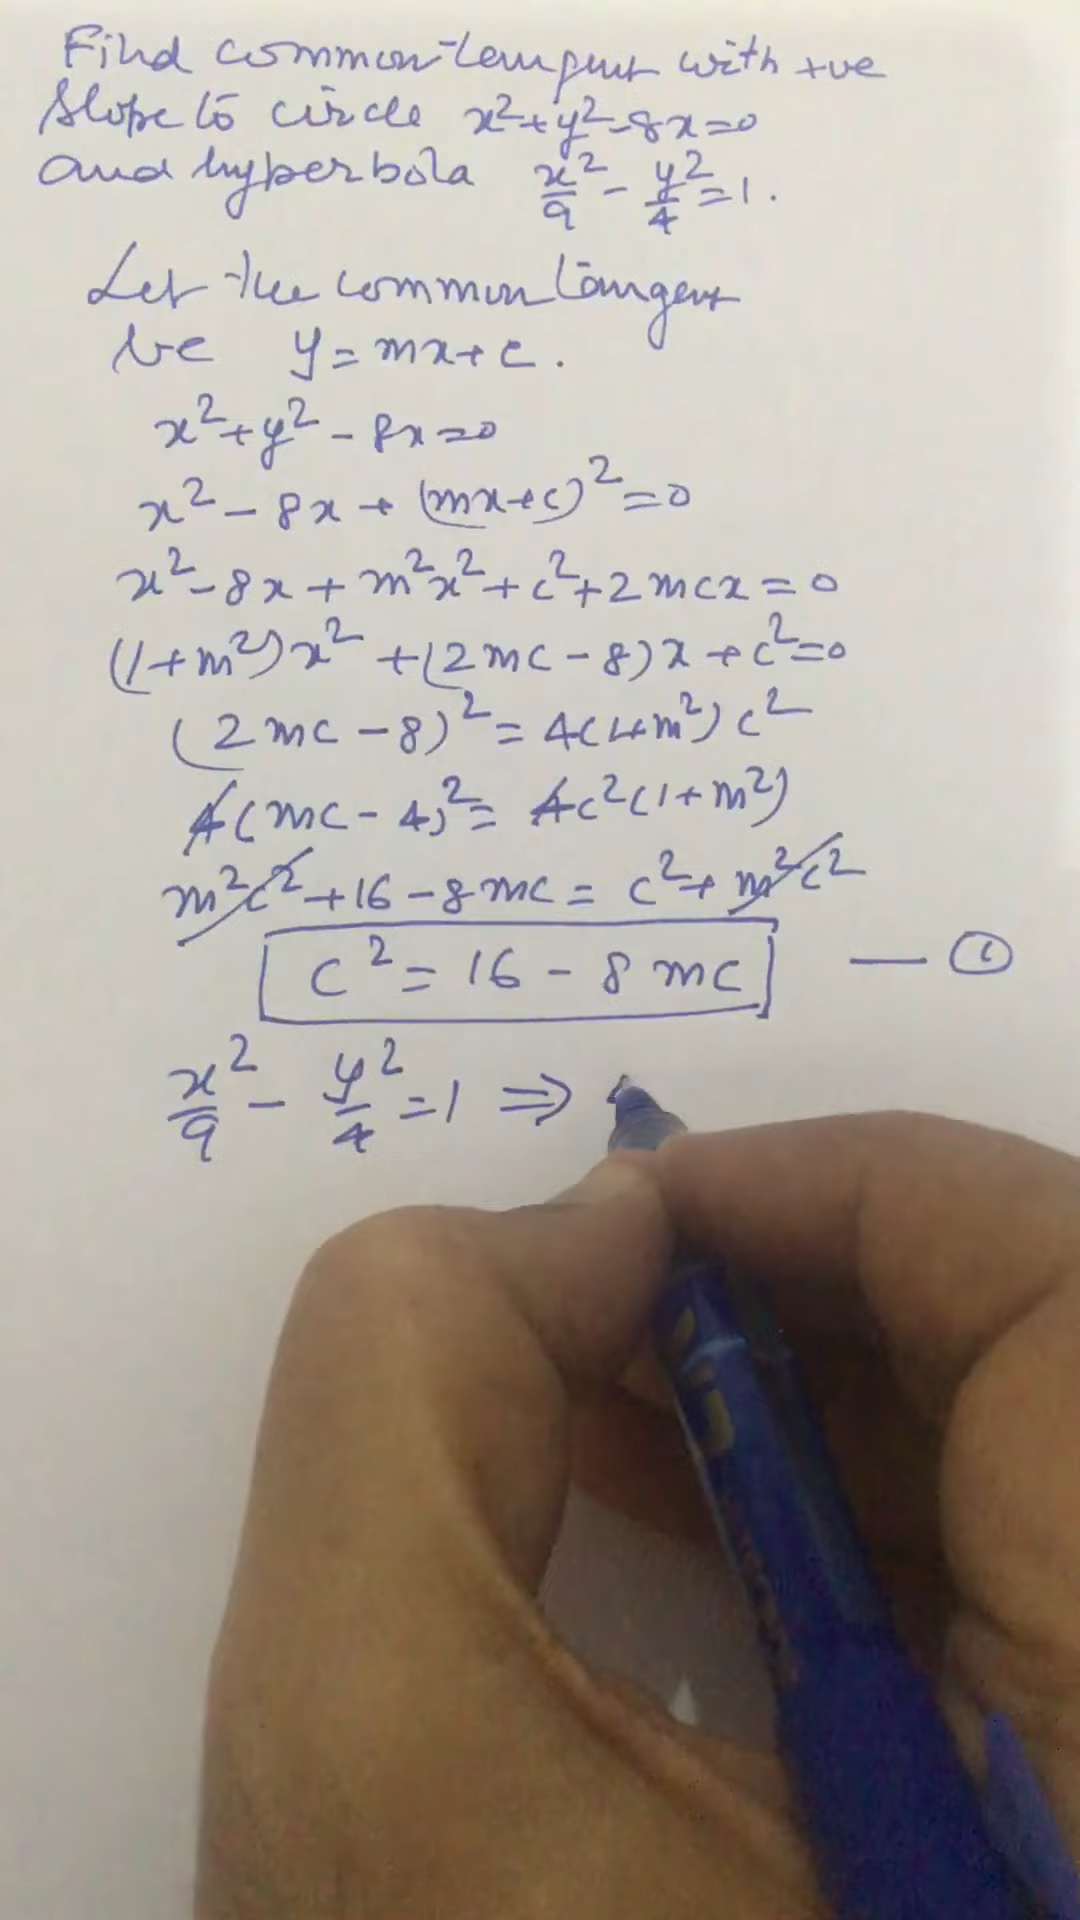 Find common tangent with +ve
slope to circle x²+y²-8x=0
and hyperbola x²/9 - y²/4 = 1.
Let the common tangent
be y = mx+c.
x²+y²-8x=0
x²-8x+(mx+c)²=0
x²-8x+m²x²+c²+2mcx=0
(1+m²)x²+(2mc-8)x+c²=0
(2mc-8)²=4(1+m²)c²
4(mc-4)²=4c²(1+m²)
m²c²+16-8mc=c²+m²c²
c²=16-8mc — ①
x²/9 - y²/4 = 1 ⇒